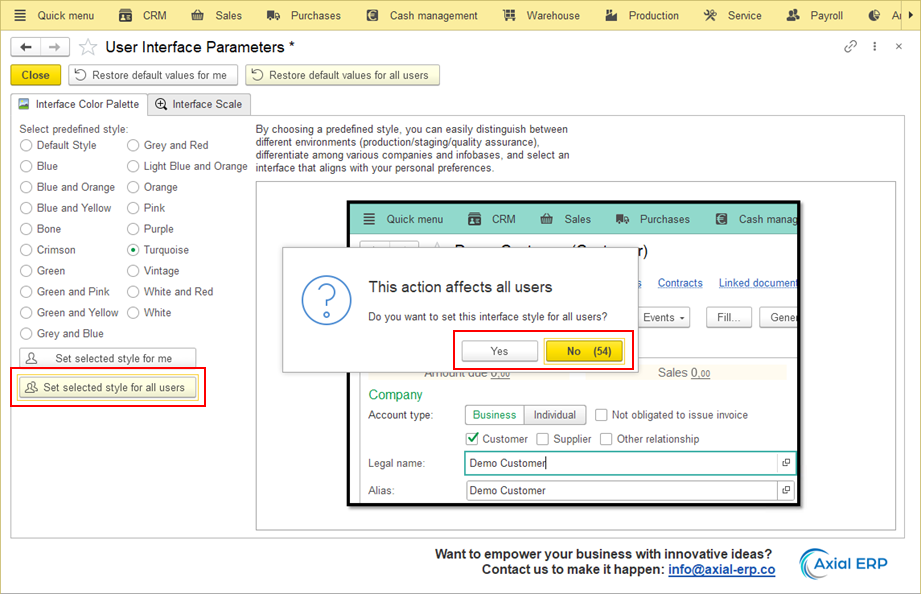 Quick menu CRM Sales Purchases Cash management Warehouse Production Service Payroll
User Interface Parameters *
Close Restore default values for me Restore default values for all users
Interface Color Palette Interface Scale
Select predefined style:
Default Style Grey and Red
Blue Light Blue and Orange
Blue and Orange Orange
Blue and Yellow Pink
Bone Purple
Crimson Turquoise
Green Vintage
Green and Pink White and Red
Green and Yellow White
Grey and Blue
Set selected style for me
Set selected style for all users
By choosing a predefined style, you can easily distinguish between
different environments (production/staging/quality assurance),
differentiate among various companies and infobases, and select an
interface that aligns with your personal preferences.
Quick menu CRM Sales Purchases Cash manag
Contracts Linked document
Events Fill... Gener
This action affects all users
Do you want to set this interface style for all users?
Yes No (54)
Amount due 0,00 Sales 0,00
Company
Account type: Business Individual Not obligated to issue invoice
Customer Supplier Other relationship
Legal name: Demo Customer
Alias: Demo Customer
Want to empower your business with innovative ideas?
Contact us to make it happen: info@axial-erp.co
Axial ERP